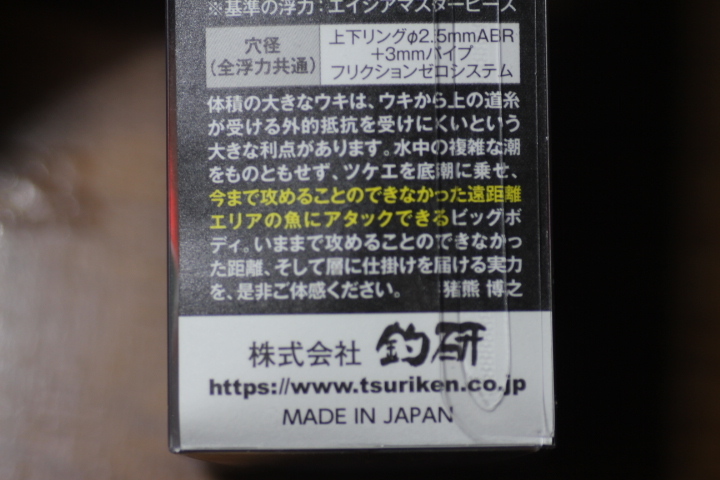 ※基準の浮力：エイジアマスターピース
穴径
（全浮力共通）
上下リングφ2.5mmABR
+3mmパイプ
フリクションゼロシステム
体積の大きなウキは、ウキから上の道糸
が受ける外的抵抗を受けにくいという
大きな利点があります。水中の複雑な潮
をものともせず、ツケエを底潮に乗せ、
今まで攻めることのできなかった遠距離
エリアの魚にアタックできるビッグボ
ディ。いままで攻めることのできなかっ
た距離、そして層に仕掛けを届ける実力
を、是非ご体感ください。 猪熊 博之
株式会社 釣研
https://www.tsuriken.co.jp
MADE IN JAPAN